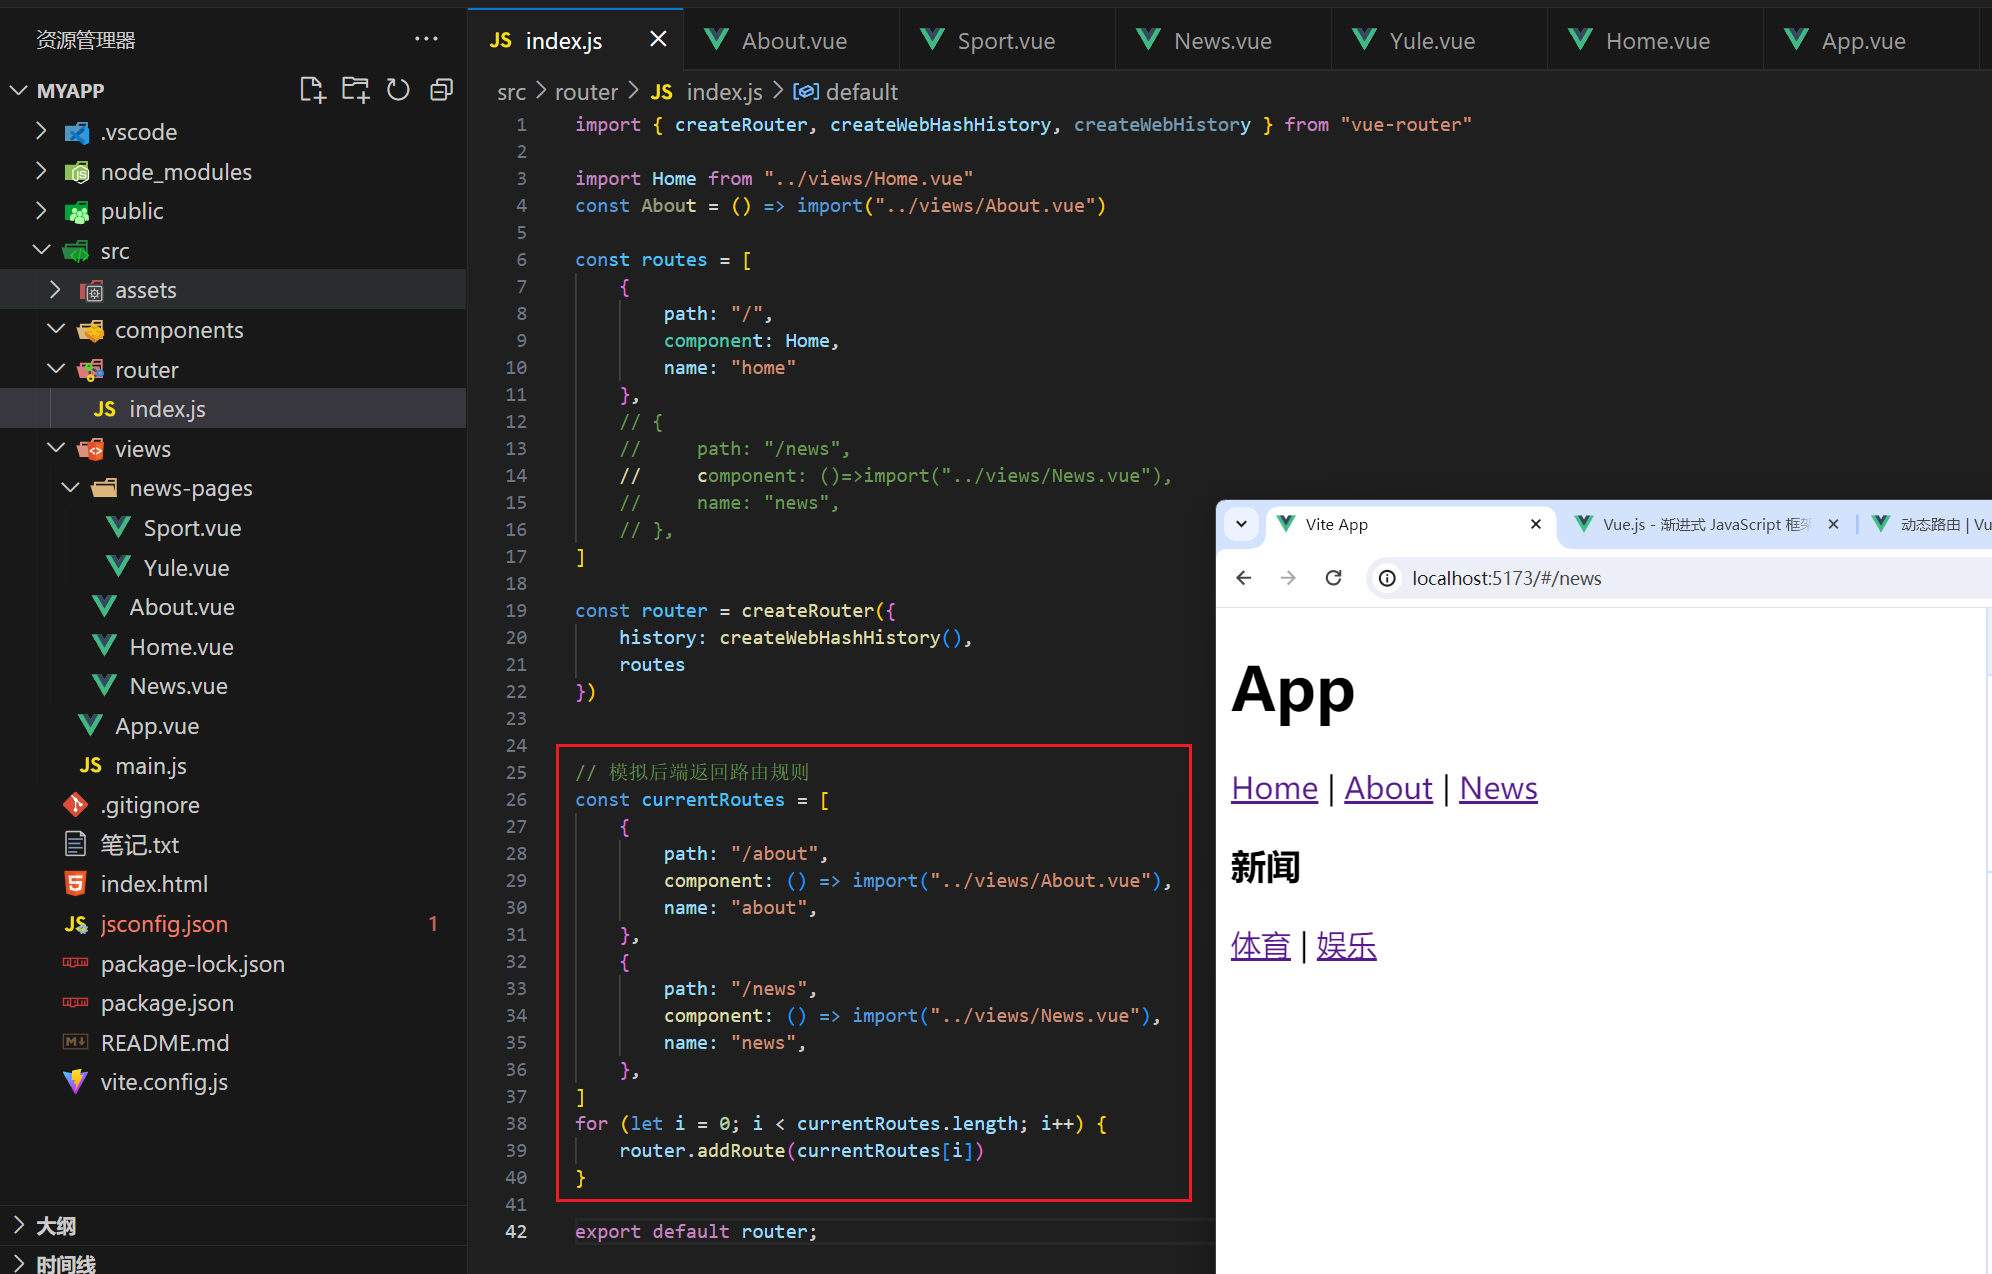 资源管理器
MYAPP
.vscode
node_modules
public
src
assets
components
router
JS index.js
views
news-pages
Sport.vue
Yule.vue
About.vue
Home.vue
News.vue
App.vue
JS main.js
.gitignore
笔记.txt
index.html
JS jsconfig.json 1
package-lock.json
package.json
README.md
vite.config.js
大纲
时间线
JS index.js
About.vue
Sport.vue
News.vue
Yule.vue
Home.vue
App.vue
src > router > JS index.js > default
1 import { createRouter, createWebHashHistory, createWebHistory } from "vue-router"
2
3 import Home from "../views/Home.vue"
4 const About = () => import("../views/About.vue")
5
6 const routes = [
7 {
8 path: "/",
9 component: Home,
10 name: "home"
11 },
12 // {
13 // path: "/news",
14 // component: ()=>import("../views/News.vue"),
15 // name: "news",
16 // },
17 ]
18
19 const router = createRouter({
20 history: createWebHashHistory(),
21 routes
22 })
23
24
25 // 模拟后端返回路由规则
26 const currentRoutes = [
27 {
28 path: "/about",
29 component: () => import("../views/About.vue"),
30 name: "about",
31 },
32 {
33 path: "/news",
34 component: () => import("../views/News.vue"),
35 name: "news",
36 },
37 ]
38 for (let i = 0; i < currentRoutes.length; i++) {
39 router.addRoute(currentRoutes[i])
40 }
41
42 export default router;
Vite App
Vue.js - 渐进式 JavaScript 框架
动态路由 | Vu
localhost:5173/#/news
App
Home | About | News
新闻
体育 | 娱乐